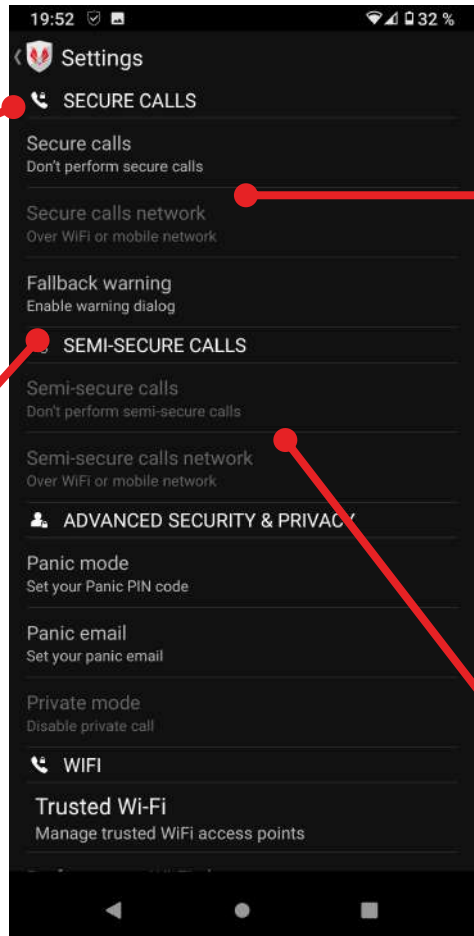 19:52 32 %
Settings
SECURE CALLS
Secure calls
Don't perform secure calls
Secure calls network
Over WiFi or mobile network
Fallback warning
Enable warning dialog
SEMI-SECURE CALLS
Semi-secure calls
Don't perform semi-secure calls
Semi-secure calls network
Over WiFi or mobile network
ADVANCED SECURITY & PRIVACY
Panic mode
Set your Panic PIN code
Panic email
Set your panic email
Private mode
Disable private call
WIFI
Trusted Wi-Fi
Manage trusted WiFi access points